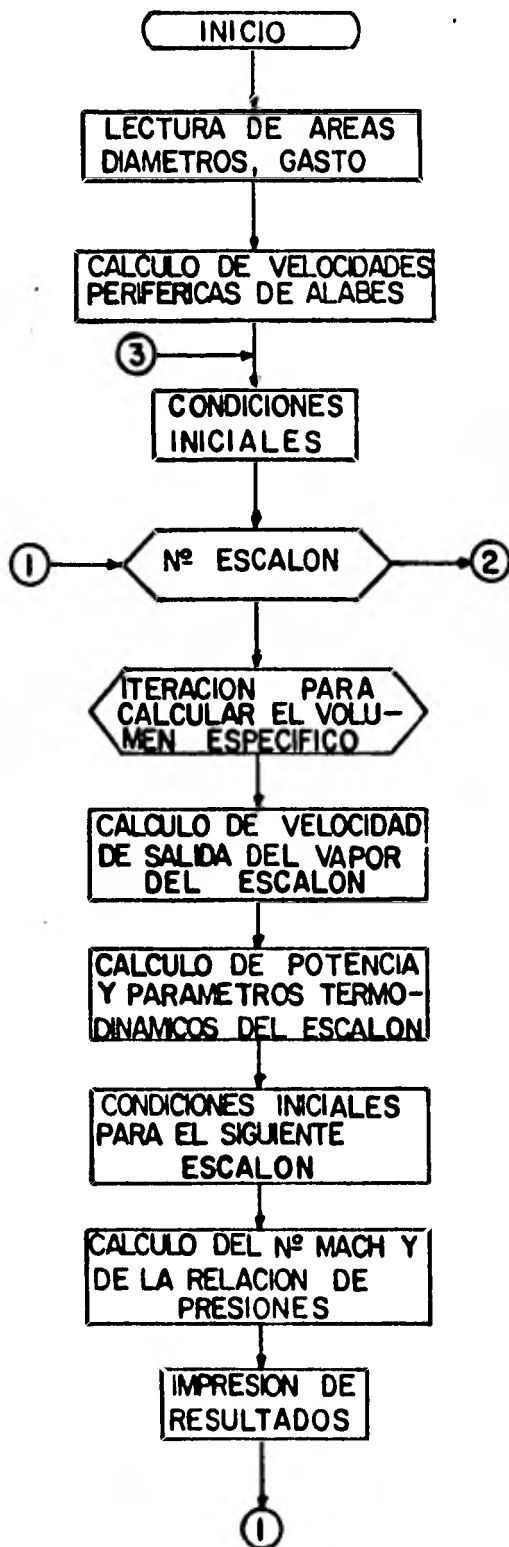 INICIO
LECTURA DE AREAS
DIAMETROS, GASTO
CALCULO DE VELOCIDADES
PERIFERICAS DE ALABES
3
CONDICIONES
INICIALES
1
Nº ESCALON
2
ITERACION PARA
CALCULAR EL VOLU-
MEN ESPECIFICO
CALCULO DE VELOCIDAD
DE SALIDA DEL VAPOR
DEL ESCALON
CALCULO DE POTENCIA
Y PARAMETROS TERMO-
DINAMICOS DEL ESCALON
CONDICIONES INICIALES
PARA EL SIGUIENTE
ESCALON
CALCULO DEL Nº MACH Y
DE LA RELACION DE
PRESIONES
IMPRESION DE
RESULTADOS
1